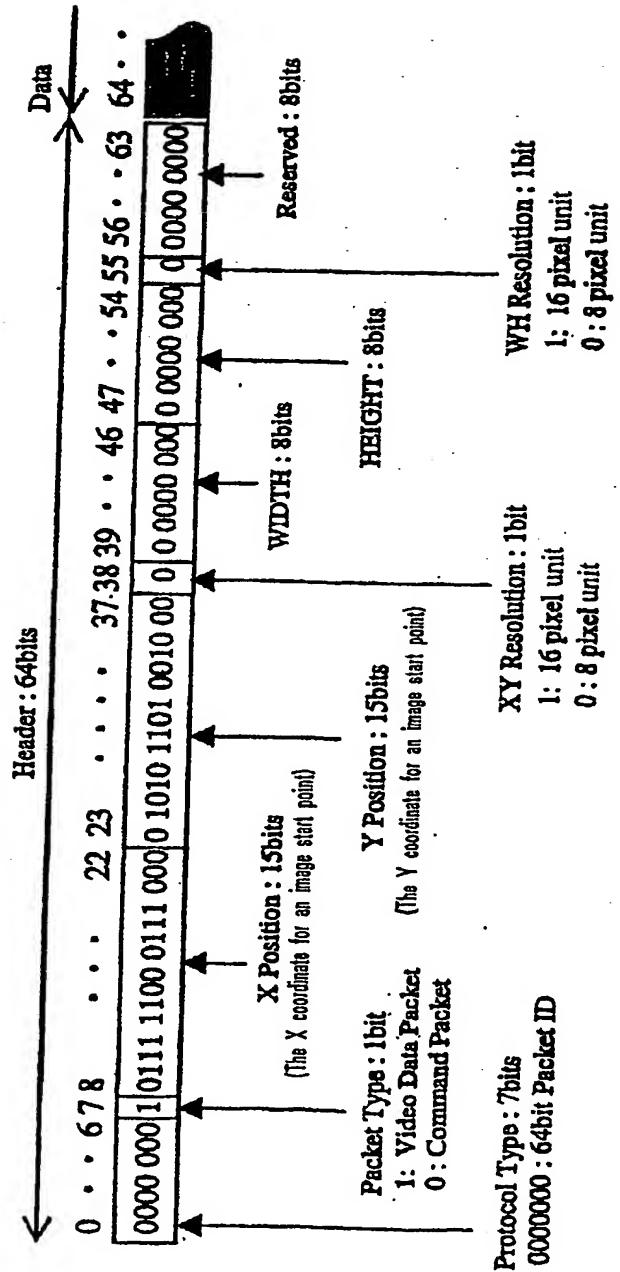 Header : 64bits
Data
0 • • 6 7 8 • • • 22 23 • • • • • 37 38 39 • • 46 47 • • 54 55 56 • • 63 64 • •
0000 000 1 0111 1100 0111 000 0 1010 1101 0010 00 0 0 0000 000 0 0000 000 0 0000 0000
Reserved : 8bits
WIDTH : 8bits
HEIGHT : 8bits
X Position : 15bits
(The X coordinate for an image start point)
Y Position : 15bits
(The Y coordinate for an image start point)
Packet Type : 1bit
1: Video Data Packet
0 : Command Packet
XY Resolution : 1bit
1: 16 pixel unit
0 : 8 pixel unit
WH Resolution : 1bit
1: 16 pixel unit
0 : 8 pixel unit
Protocol Type : 7bits
0000000 : 64bit Packet ID